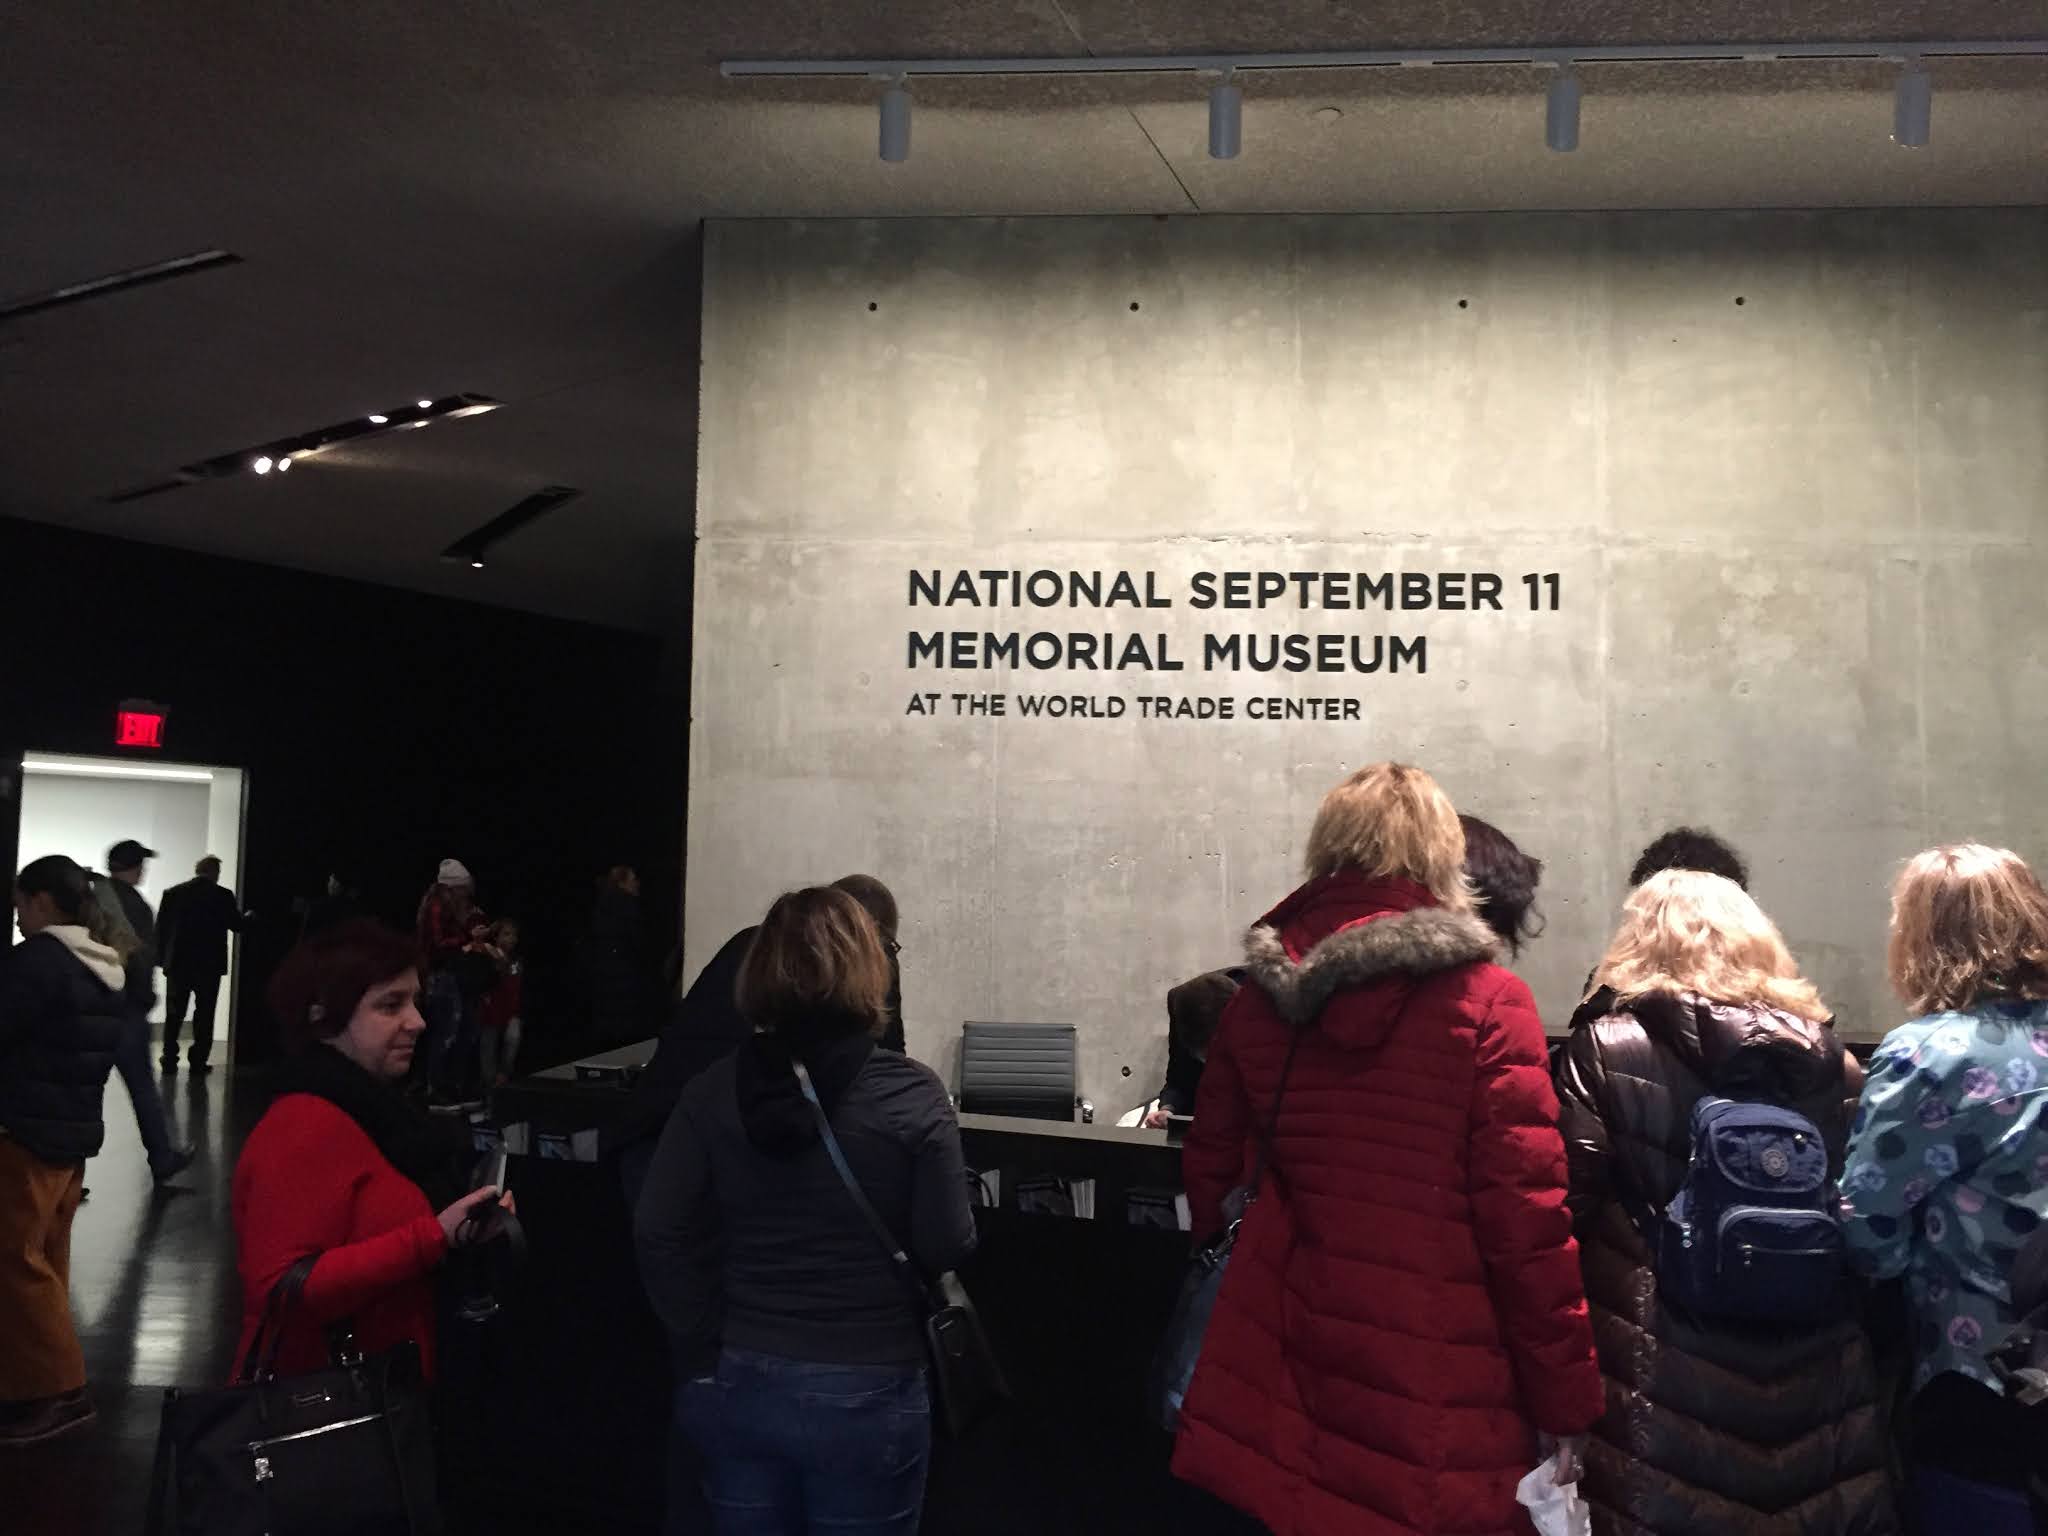 NATIONAL SEPTEMBER 11
MEMORIAL MUSEUM
AT THE WORLD TRADE CENTER
EXIT